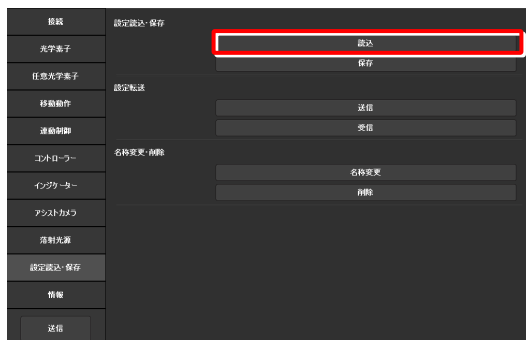 接続
光学素子
任意光学素子
移動動作
連動制御
コントローラー
インジケーター
アシストカメラ
落射光源
設定読込・保存
情報
送信
設定読込・保存
読込
保存
設定転送
送信
受信
名称変更・削除
名称変更
削除